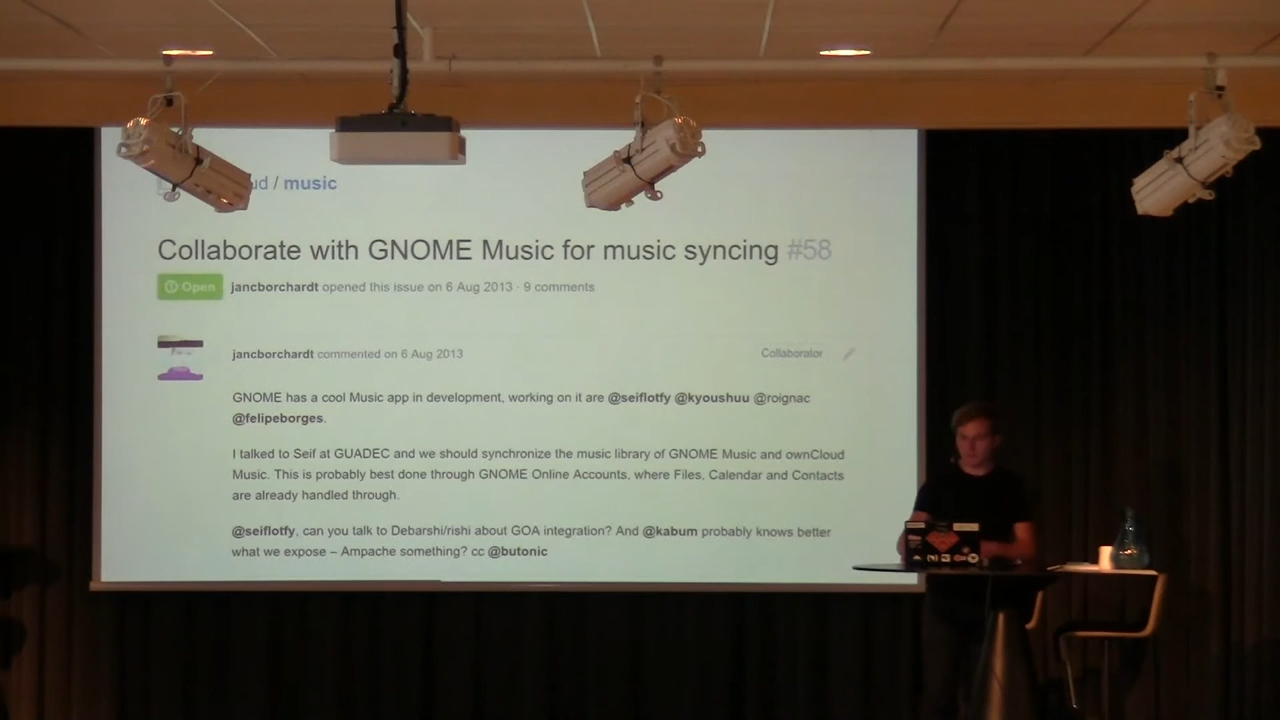 ud / music
Collaborate with GNOME Music for music syncing #58
Open jancborchardt opened this issue on 6 Aug 2013 · 9 comments
jancborchardt commented on 6 Aug 2013 Collaborator
GNOME has a cool Music app in development, working on it are @seiflotfy @kyoushuu @roignac
@felipeborges.
I talked to Seif at GUADEC and we should synchronize the music library of GNOME Music and ownCloud
Music. This is probably best done through GNOME Online Accounts, where Files, Calendar and Contacts
are already handled through.
@seiflotfy, can you talk to Debarshi/rishi about GOA integration? And @kabum probably knows better
what we expose – Ampache something? cc @butonic